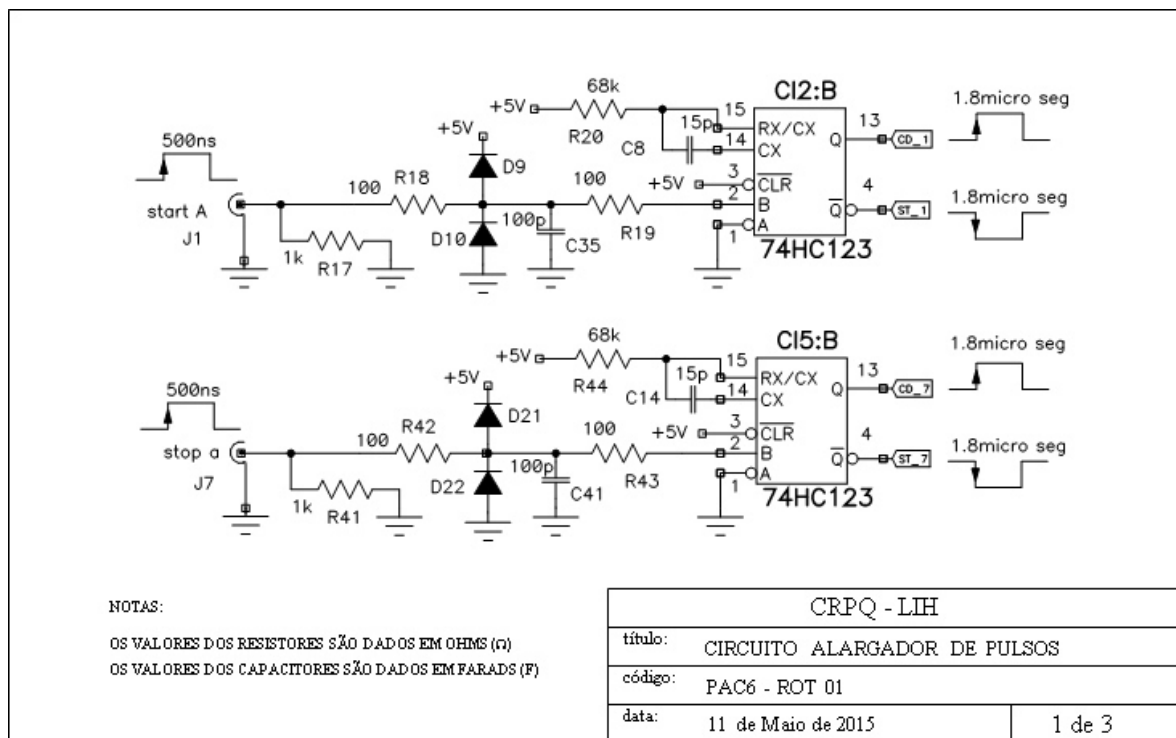 CI2:B
68k
+5V
R20
15p
C8
15
RX/CX
14
CX
3
CLR
+5V
2
B
1
A
Q
13
CD_1
1.8micro seg
Q
4
ST_1
1.8micro seg
74HC123
500ns
start A
J1
100
R18
1k
R17
+5V
D9
D10
100p
C35
100
R19
CI5:B
68k
+5V
R44
15p
C14
15
RX/CX
14
CX
3
CLR
+5V
2
B
1
A
Q
13
CD_7
1.8micro seg
Q
4
ST_7
1.8micro seg
74HC123
500ns
stop a
J7
100
R42
1k
R41
+5V
D21
D22
100p
C41
100
R43
NOTAS:
OS VALORES DOS RESISTORES SÃO DADOS EM OHMS (Ω)
OS VALORES DOS CAPACITORES SÃO DADOS EM FARADS (F)
CRPQ - LIH
título: CIRCUITO ALARGADOR DE PULSOS
código: PAC6 - ROT 01
data: 11 de Maio de 2015
1 de 3